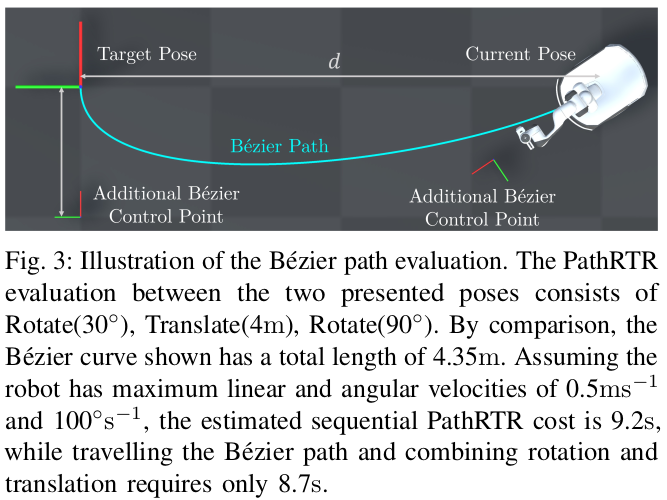 Target Pose
d
Current Pose
Bézier Path
Additional Bézier
Control Point
Additional Bézier
Control Point
Fig. 3: Illustration of the Bézier path evaluation. The PathRTR
evaluation between the two presented poses consists of
Rotate(30°), Translate(4m), Rotate(90°). By comparison, the
Bézier curve shown has a total length of 4.35m. Assuming the
robot has maximum linear and angular velocities of 0.5ms⁻¹
and 100°s⁻¹, the estimated sequential PathRTR cost is 9.2s,
while travelling the Bézier path and combining rotation and
translation requires only 8.7s.